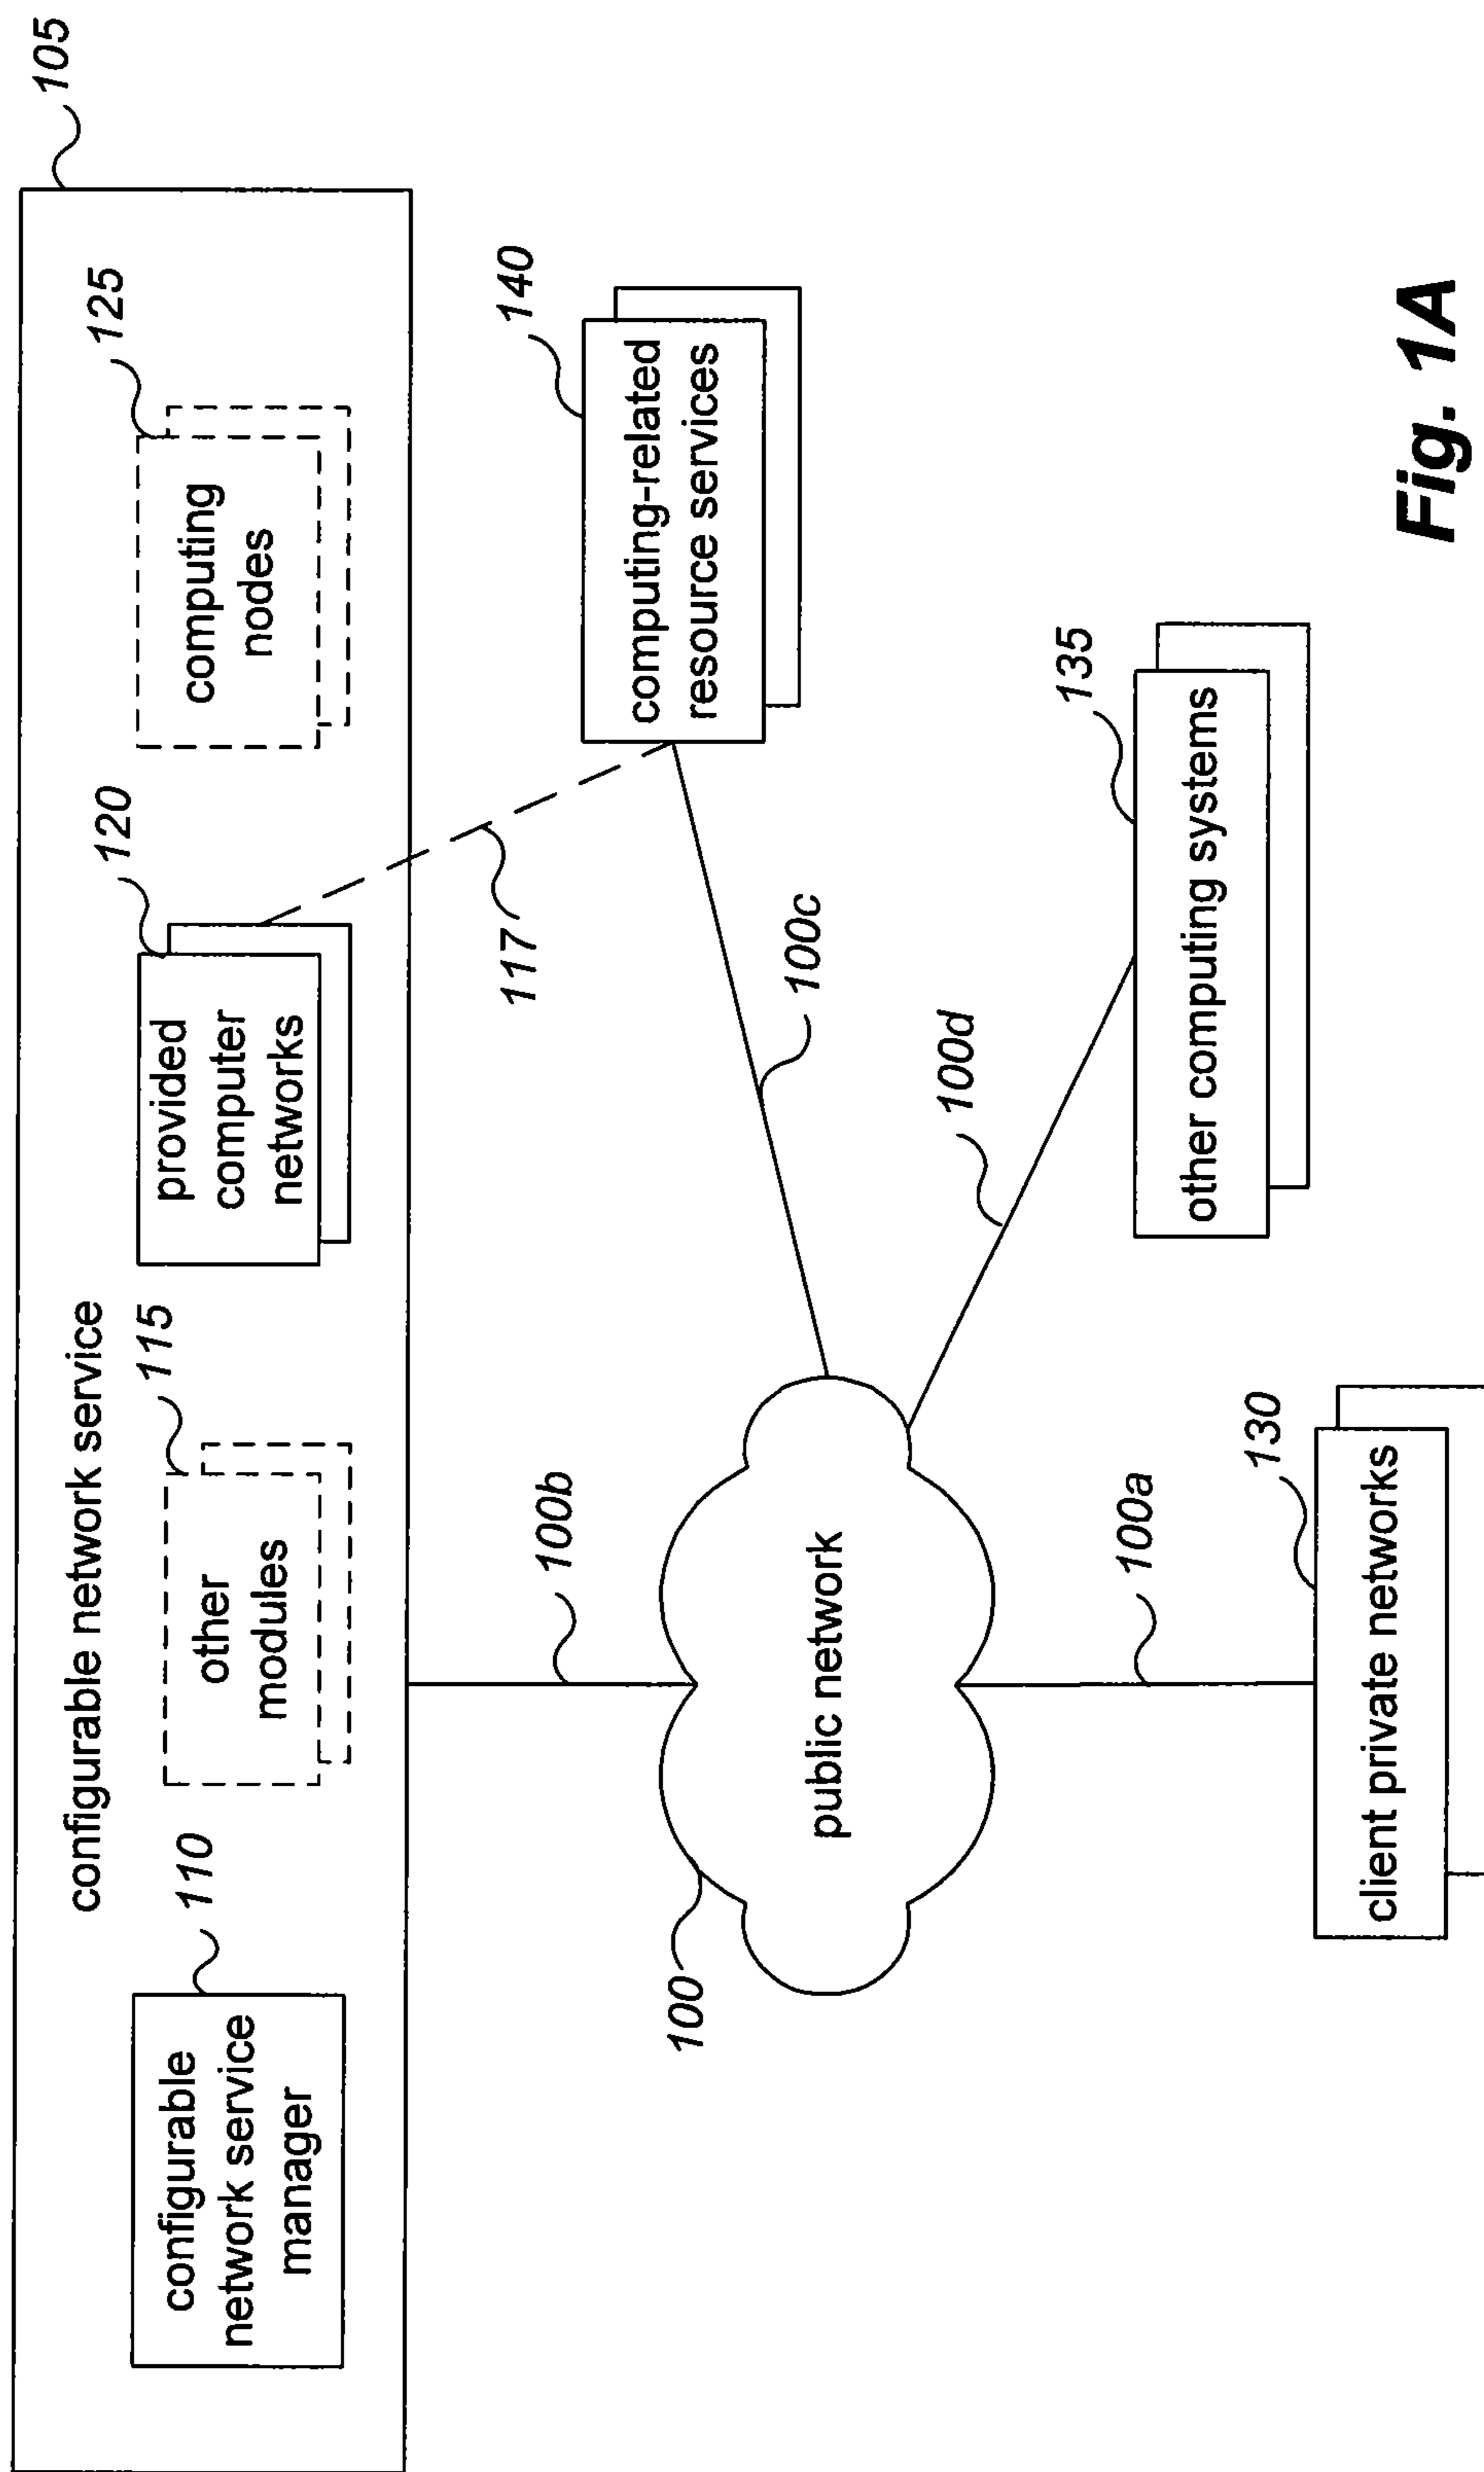 105
configurable network service
110
115
120
125
configurable
network service
manager
other
modules
provided
computer
networks
computing
nodes
117
140
computing-related
resource services
100b
100c
100
public network
100d
135
other computing systems
100a
130
client private networks
Fig. 1A